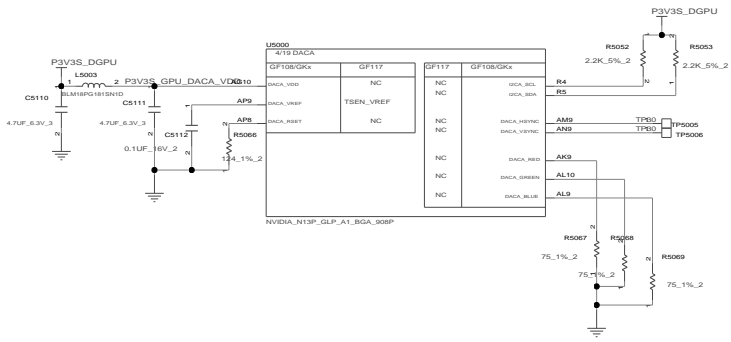 P3V3S_DGPU
U5000
4/19 DACA
P3V3S_DGPU
R5052
R5053
2.2K_5%_2
2.2K_5%_2
GF108/GKx
GF117
GF117
GF108/GKx
L5003
1
2
P3V3S_GPU_DACA_VDD
AG10
DACA_VDD
NC
NC
I2CA_SCL
R4
BLM18PG181SN1D
NC
I2CA_SDA
R5
C5110
C5111
AP9
DACA_VREF
TSEN_VREF
4.7UF_6.3V_3
4.7UF_6.3V_3
C5112
AP8
DACA_RSET
NC
NC
DACA_HSYNC
AM9
TP5005
NC
DACA_VSYNC
AN9
TP5006
R5066
0.1UF_16V_2
124_1%_2
NC
DACA_RED
AK9
NC
DACA_GREEN
AL10
NC
DACA_BLUE
AL9
NVIDIA_N13P_GLP_A1_BGA_908P
R5067
R5068
R5069
75_1%_2
75_1%_2
75_1%_2